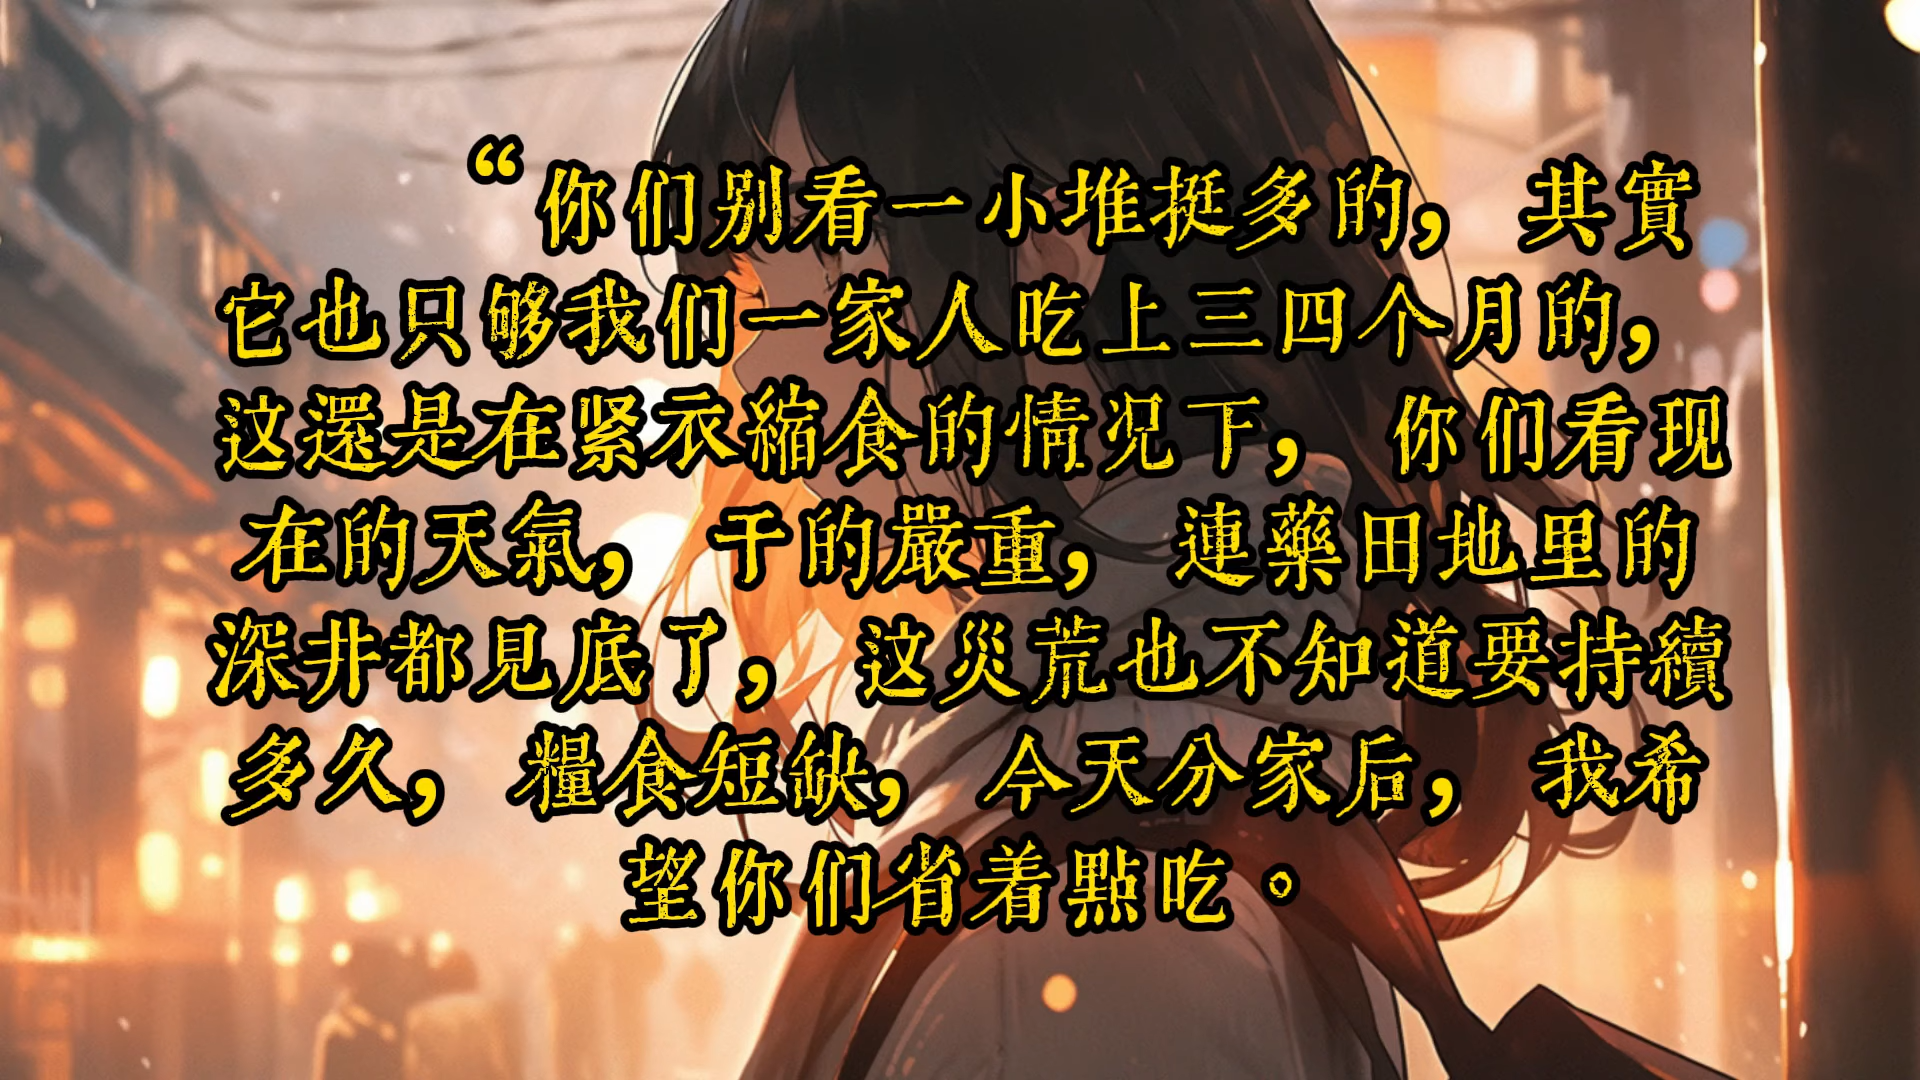 “你们别看一小堆挺多的，其實
它也只够我们一家人吃上三四个月的，
这還是在紧衣縮食的情况下，你们看现
在的天氣，干的嚴重，連藥田地里的
深井都見底了，这災荒也不知道要持續
多久，糧食短缺，今天分家后，我希
望你们省着點吃。